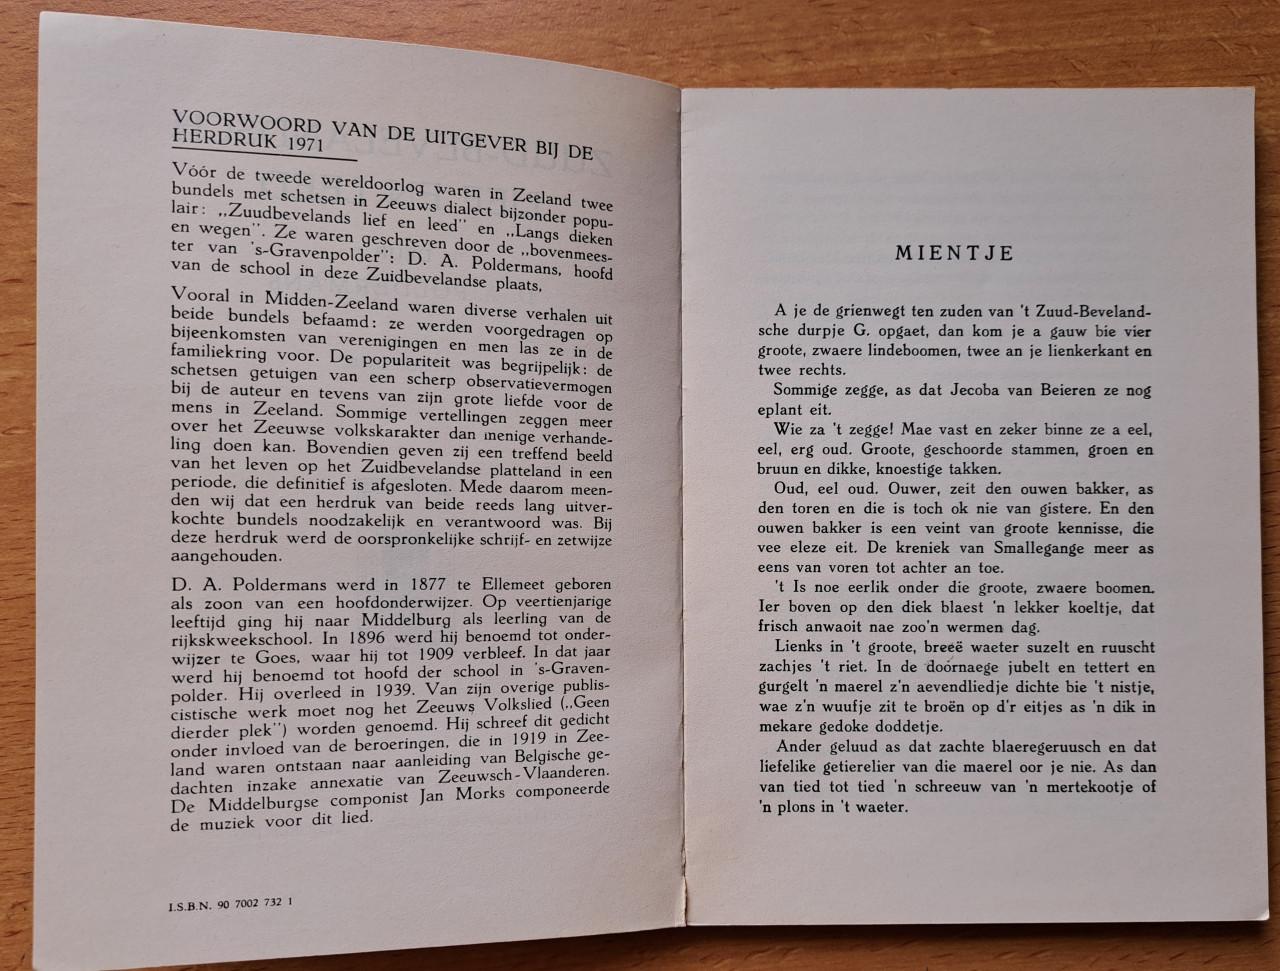 VOORWOORD VAN DE UITGEVER BIJ DE
HERDRUK 1971
Vóór de tweede wereldoorlog waren in Zeeland twee
bundels met schetsen in Zeeuws dialect bijzonder popu-
lair: „Zuudbevelands lief en leed" en „Langs dieken
en wegen". Ze waren geschreven door de „bovenmees-
ter van 's-Gravenpolder": D. A. Poldermans, hoofd
van de school in deze Zuidbevelandse plaats,
Vooral in Midden-Zeeland waren diverse verhalen uit
beide bundels befaamd: ze werden voorgedragen op
bijeenkomsten van verenigingen en men las ze in de
familiekring voor. De populariteit was begrijpelijk: de
schetsen getuigen van een scherp observatievermogen
bij de auteur en tevens van zijn grote liefde voor de
mens in Zeeland. Sommige vertellingen zeggen meer
over het Zeeuwse volkskarakter dan menige verhande-
ling doen kan. Bovendien geven zij een treffend beeld
van het leven op het Zuidbevelandse platteland in een
periode, die definitief is afgesloten. Mede daarom meen-
den wij dat een herdruk van beide reeds lang uitver-
kochte bundels noodzakelijk en verantwoord was. Bij
deze herdruk werd de oorspronkelijke schrijf- en zetwijze
aangehouden.
D. A. Poldermans werd in 1877 te Ellemeet geboren
als zoon van een hoofdonderwijzer. Op veertienjarige
leeftijd ging hij naar Middelburg als leerling van de
rijkskweekschool. In 1896 werd hij benoemd tot onder-
wijzer te Goes, waar hij tot 1909 verbleef. In dat jaar
werd hij benoemd tot hoofd der school in 's-Graven-
polder. Hij overleed in 1939. Van zijn overige publis-
cistische werk moet nog het Zeeuws Volkslied („Geen
dierder plek") worden genoemd. Hij schreef dit gedicht
onder invloed van de beroeringen, die in 1919 in Zee-
land waren ontstaan naar aanleiding van Belgische ge-
dachten inzake annexatie van Zeeuwsch-Vlaanderen.
De Middelburgse componist Jan Morks componeerde
de muziek voor dit lied.
I.S.B.N. 90 7002 732 1
MIENTJE
A je de grienwegt ten zuden van 't Zuud-Beveland-
sche durpje G. opgaet, dan kom je a gauw bie vier
groote, zwaere lindeboomen, twee an je lienkerkant en
twee rechts.
Sommige zegge, as dat Jecoba van Beieren ze nog
eplant eit.
Wie za 't zegge! Mae vast en zeker binne ze a eel,
eel, erg oud. Groote, geschoorde stammen, groen en
bruun en dikke, knoestige takken.
Oud, eel oud. Ouwer, zeit den ouwen bakker, as
den toren en die is toch ok nie van gistere. En den
ouwen bakker is een veint van groote kennisse, die
vee eleze eit. De kreniek van Smallegange meer as
eens van voren tot achter an toe.
't Is noe eerlik onder die groote, zwaere boomen.
Ier boven op den diek blaest 'n lekker koeltje, dat
frisch anwaoit nae zoo'n wermen dag.
Lienks in 't groote, breeë waeter suzelt en ruuscht
zachjes 't riet. In de doornaege jubelt en tettert en
gurgelt 'n maerel z'n aevendliedje dichte bie 't nistje,
wae z'n wuufje zit te broën op d'r eitjes as 'n dik in
mekare gedoke doddetje.
Ander geluud as dat zachte blaeregeruusch en dat
liefelike getierelier van die maerel oor je nie. As dan
van tied tot tied 'n schreeuw van 'n mertekootje of
'n plons in 't waeter.